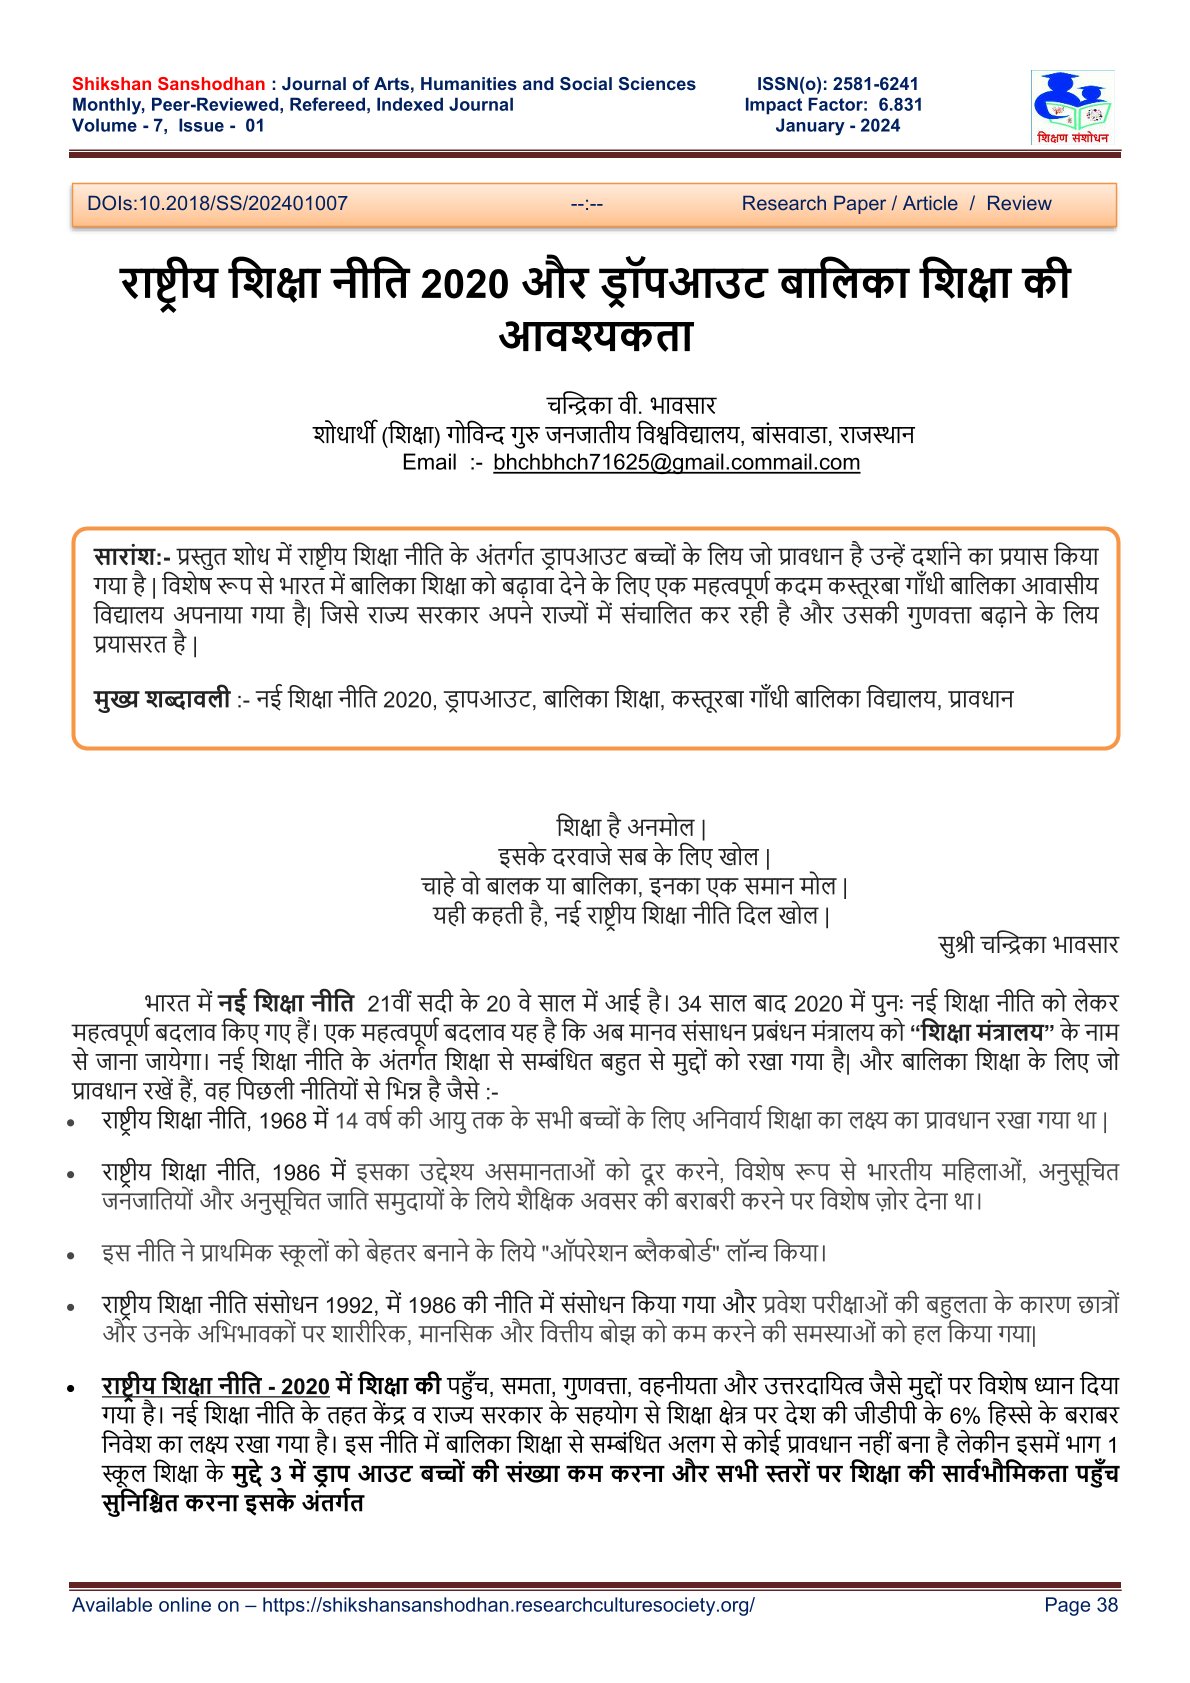 Shikshan Sanshodhan : Journal of Arts, Humanities and Social Sciences ISSN(o): 2581-6241
Monthly, Peer-Reviewed, Refereed, Indexed Journal Impact Factor: 6.831
Volume - 7, Issue - 01 January - 2024
शिक्षण संशोधन
DOIs:10.2018/SS/202401007 --:-- Research Paper / Article / Review
राष्ट्रीय शिक्षा नीति 2020 और ड्रॉपआउट बालिका शिक्षा की
आवश्यकता
चन्द्रिका वी. भावसार
शोधार्थी (शिक्षा) गोविन्द गुरु जनजातीय विश्वविद्यालय, बांसवाडा, राजस्थान
Email :- bhchbhch71625@gmail.commail.com
सारांश:- प्रस्तुत शोध में राष्ट्रीय शिक्षा नीति के अंतर्गत ड्रापआउट बच्चों के लिय जो प्रावधान है उन्हें दर्शाने का प्रयास किया
गया है | विशेष रूप से भारत में बालिका शिक्षा को बढ़ावा देने के लिए एक महत्वपूर्ण कदम कस्तूरबा गाँधी बालिका आवासीय
विद्यालय अपनाया गया है| जिसे राज्य सरकार अपने राज्यों में संचालित कर रही है और उसकी गुणवत्ता बढ़ाने के लिय
प्रयासरत है |
मुख्य शब्दावली :- नई शिक्षा नीति 2020, ड्रापआउट, बालिका शिक्षा, कस्तूरबा गाँधी बालिका विद्यालय, प्रावधान
शिक्षा है अनमोल |
इसके दरवाजे सब के लिए खोल |
चाहे वो बालक या बालिका, इनका एक समान मोल |
यही कहती है, नई राष्ट्रीय शिक्षा नीति दिल खोल |
सुश्री चन्द्रिका भावसार
भारत में नई शिक्षा नीति 21वीं सदी के 20 वे साल में आई है। 34 साल बाद 2020 में पुनः नई शिक्षा नीति को लेकर
महत्वपूर्ण बदलाव किए गए हैं। एक महत्वपूर्ण बदलाव यह है कि अब मानव संसाधन प्रबंधन मंत्रालय को “शिक्षा मंत्रालय” के नाम
से जाना जायेगा। नई शिक्षा नीति के अंतर्गत शिक्षा से सम्बंधित बहुत से मुद्दों को रखा गया है| और बालिका शिक्षा के लिए जो
प्रावधान रखें हैं, वह पिछली नीतियों से भिन्न है जैसे :-
• राष्ट्रीय शिक्षा नीति, 1968 में 14 वर्ष की आयु तक के सभी बच्चों के लिए अनिवार्य शिक्षा का लक्ष्य का प्रावधान रखा गया था |
• राष्ट्रीय शिक्षा नीति, 1986 में इसका उद्देश्य असमानताओं को दूर करने, विशेष रूप से भारतीय महिलाओं, अनुसूचित
जनजातियों और अनुसूचित जाति समुदायों के लिये शैक्षिक अवसर की बराबरी करने पर विशेष ज़ोर देना था।
• इस नीति ने प्राथमिक स्कूलों को बेहतर बनाने के लिये "ऑपरेशन ब्लैकबोर्ड" लॉन्च किया।
• राष्ट्रीय शिक्षा नीति संसोधन 1992, में 1986 की नीति में संसोधन किया गया और प्रवेश परीक्षाओं की बहुलता के कारण छात्रों
और उनके अभिभावकों पर शारीरिक, मानसिक और वित्तीय बोझ को कम करने की समस्याओं को हल किया गया|
• राष्ट्रीय शिक्षा नीति - 2020 में शिक्षा की पहुँच, समता, गुणवत्ता, वहनीयता और उत्तरदायित्व जैसे मुद्दों पर विशेष ध्यान दिया
गया है। नई शिक्षा नीति के तहत केंद्र व राज्य सरकार के सहयोग से शिक्षा क्षेत्र पर देश की जीडीपी के 6% हिस्से के बराबर
निवेश का लक्ष्य रखा गया है। इस नीति में बालिका शिक्षा से सम्बंधित अलग से कोई प्रावधान नहीं बना है लेकीन इसमें भाग 1
स्कूल शिक्षा के मुद्दे 3 में ड्राप आउट बच्चों की संख्या कम करना और सभी स्तरों पर शिक्षा की सार्वभौमिकता पहुँच
सुनिश्चित करना इसके अंतर्गत
Available online on – https://shikshansanshodhan.researchculturesociety.org/ Page 38